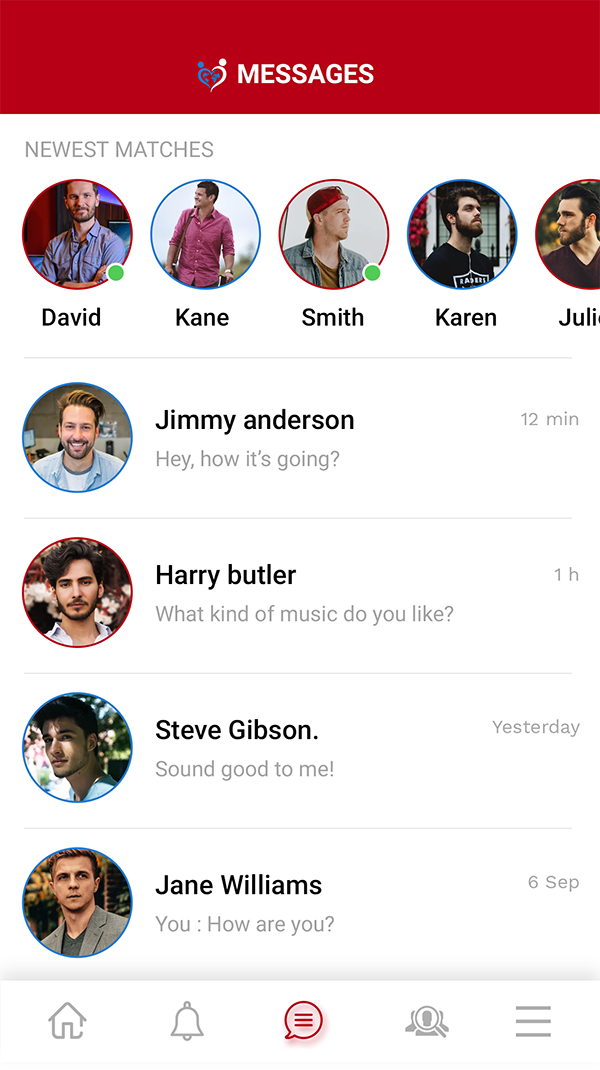 MESSAGES
NEWEST MATCHES
David Kane Smith Karen Julie
Jimmy anderson 12 min
Hey, how it's going?
Harry butler 1 h
What kind of music do you like?
Steve Gibson. Yesterday
Sound good to me!
Jane Williams 6 Sep
You : How are you?